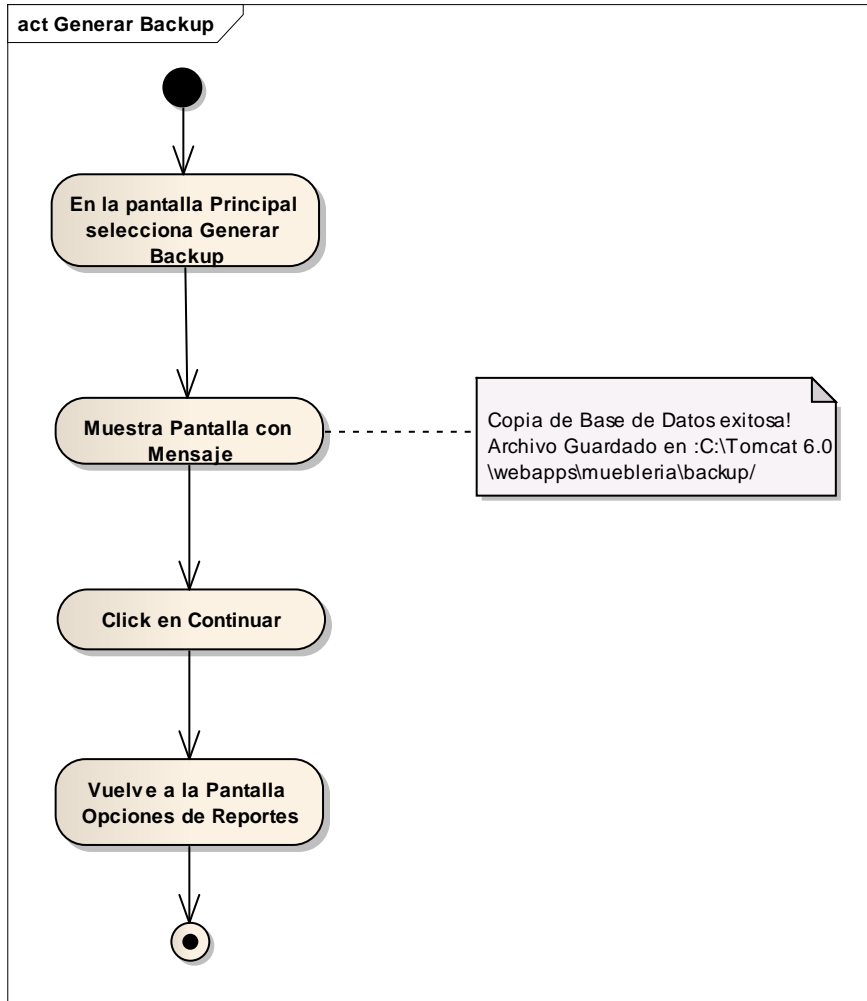 act Generar Backup
En la pantalla Principal
selecciona Generar
Backup
Muestra Pantalla con
Mensaje
Copia de Base de Datos exitosa!
Archivo Guardado en :C:\Tomcat 6.0
\webapps\muebleria\backup/
Click en Continuar
Vuelve a la Pantalla
Opciones de Reportes